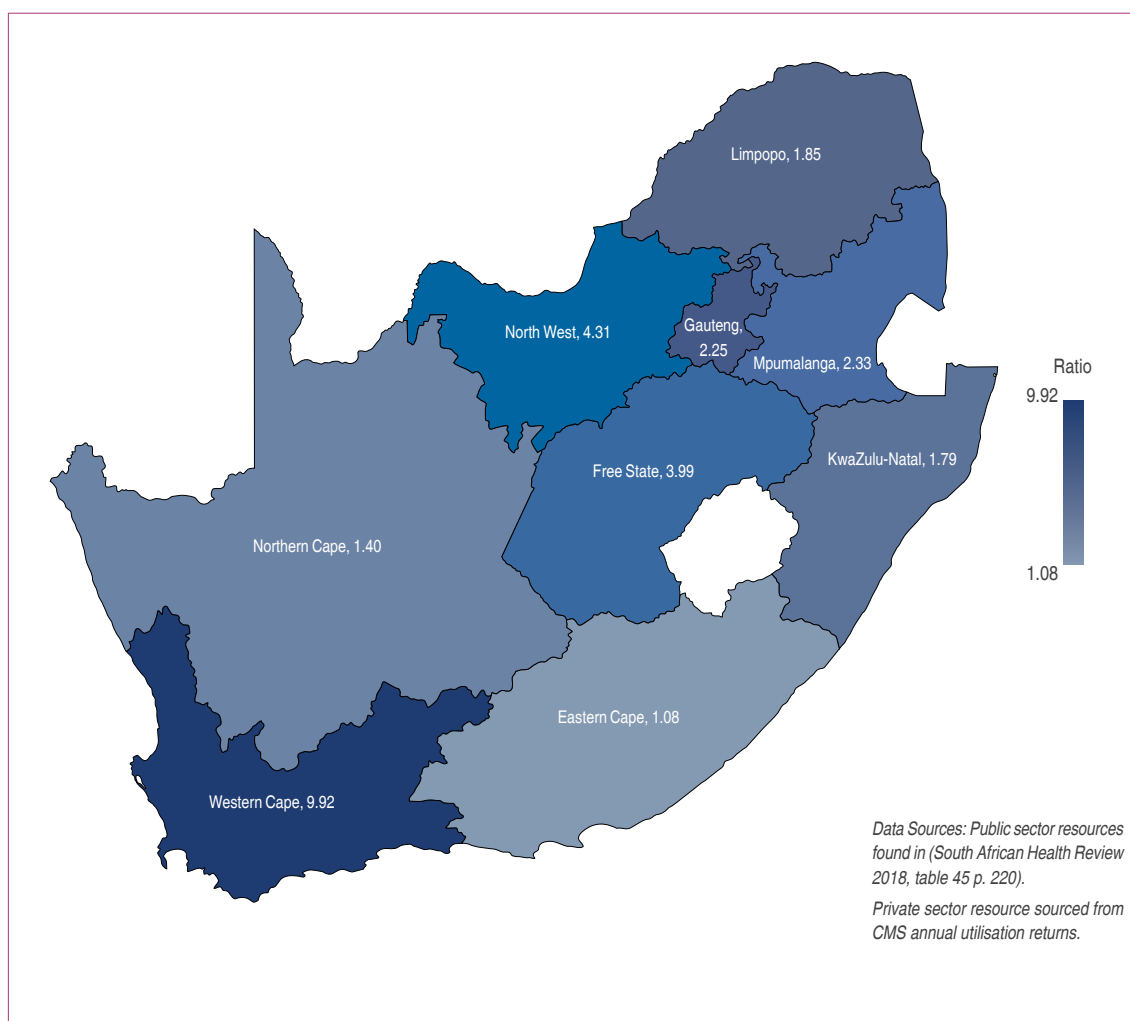 Limpopo, 1.85
North West, 4.31
Gauteng,
2.25
Mpumalanga, 2.33
Ratio
9.92
1.08
KwaZulu-Natal, 1.79
Free State, 3.99
Northern Cape, 1.40
Eastern Cape, 1.08
Western Cape, 9.92
Data Sources: Public sector resources
found in (South African Health Review
2018, table 45 p. 220).
Private sector resource sourced from
CMS annual utilisation returns.